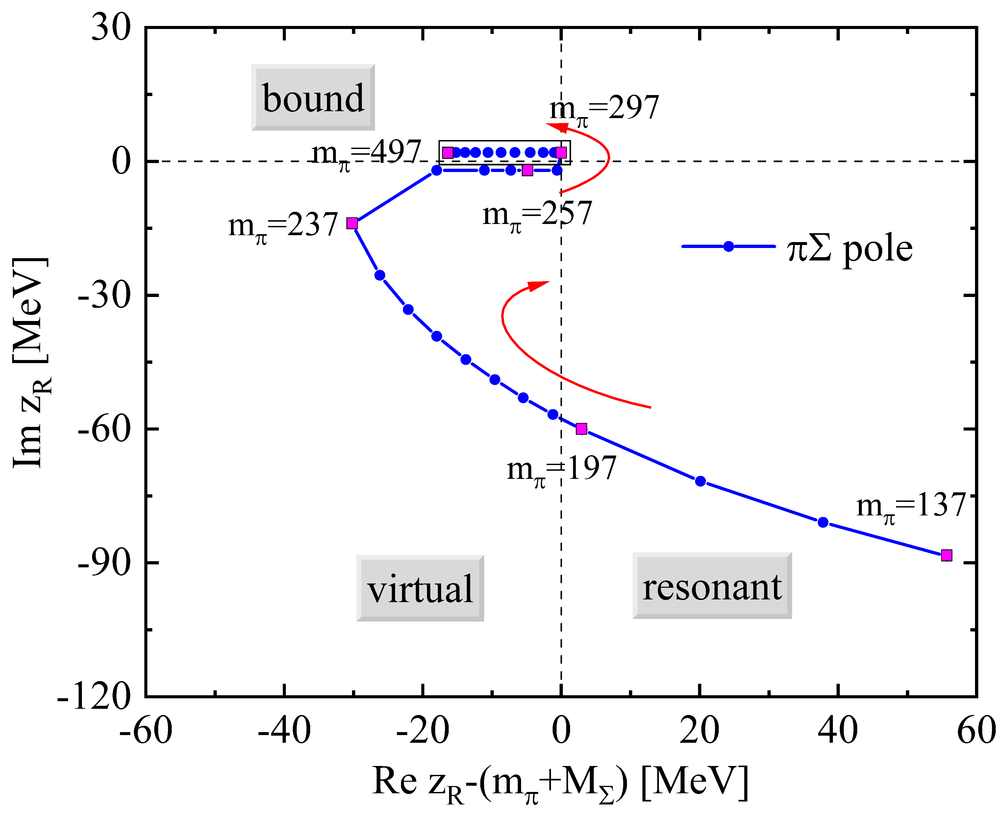 30
0
-30
-60
-90
-120
Im z_R [MeV]
bound
m_π=297
m_π=497
m_π=257
m_π=237
πΣ pole
m_π=197
m_π=137
virtual
resonant
-60 -40 -20 0 20 40 60
Re z_R-(m_π+M_Σ) [MeV]